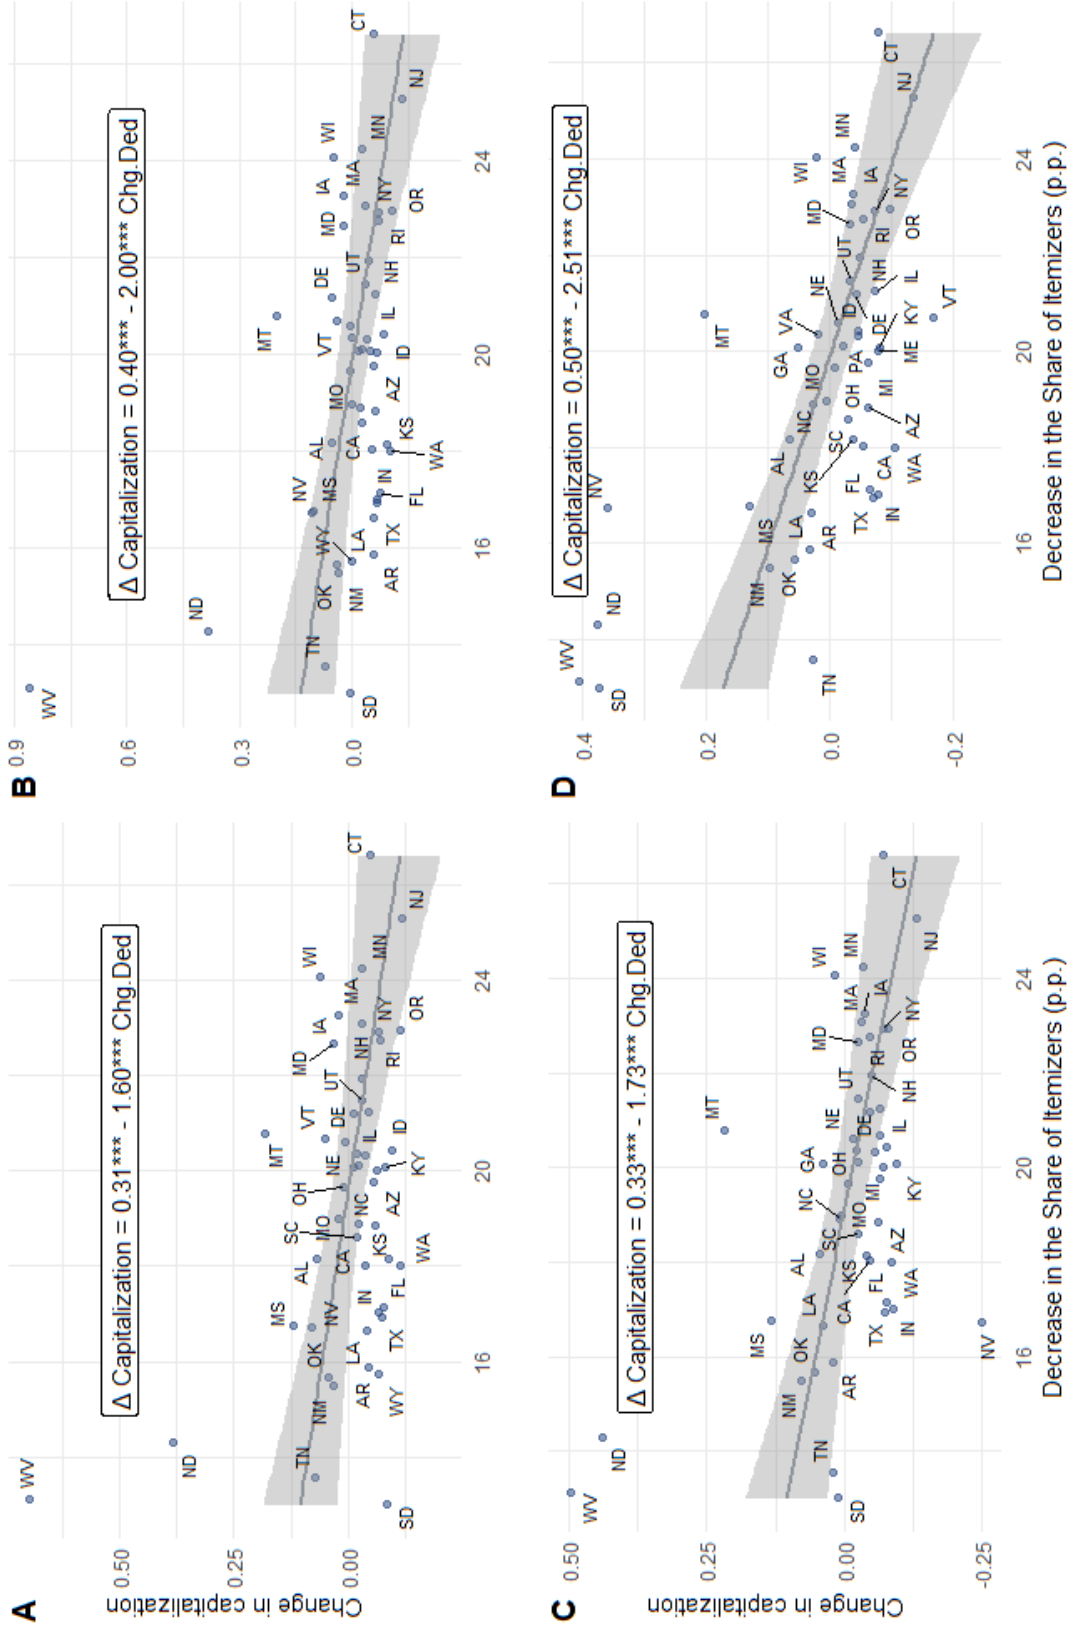 A
Change in capitalization
0.50
0.25
0.00
Δ Capitalization = 0.31*** - 1.60*** Chg.Ded
WV
ND
SD
TN
NM
OK
MS
AR
WY
LA
NV
TX
IN
FL
AL
CA
WA
SC
MO
KS
OH
NC
AZ
NE
KY
MT
VT
DE
IL
ID
UT
MD
NH
IA
RI
MA
NY
OR
WI
MN
NJ
CT
16
20
24
B
0.9
0.6
0.3
0.0
Δ Capitalization = 0.40*** - 2.00*** Chg.Ded
WV
ND
SD
TN
OK
NM
WY
LA
AR
TX
NV
MS
IN
FL
AL
CA
KS
WA
MO
AZ
VT
ID
MT
IL
DE
UT
NH
MD
RI
IA
MA
NY
OR
WI
MN
NJ
CT
16
20
24
C
Change in capitalization
0.50
0.25
0.00
-0.25
Δ Capitalization = 0.33*** - 1.73*** Chg.Ded
WV
ND
SD
TN
NM
AR
OK
MS
LA
TX
IN
NV
CA
AL
KS
FL
WA
SC
AZ
MO
NC
MI
KY
GA
OH
NE
DE
IL
MT
UT
NH
MD
RI
OR
MA
IA
NY
WI
MN
NJ
CT
16
20
24
Decrease in the Share of Itemizers (p.p.)
D
0.4
0.2
0.0
-0.2
Δ Capitalization = 0.50*** - 2.51*** Chg.Ded
WV
SD
ND
TN
NM
OK
MS
LA
AR
NV
TX
IN
AL
KS
FL
CA
WA
SC
NC
AZ
OH
MO
MI
GA
PA
ME
VA
DE
KY
ID
MT
NE
IL
VT
UT
NH
MD
RI
OR
WI
MA
IA
NY
MN
NJ
CT
16
20
24
Decrease in the Share of Itemizers (p.p.)